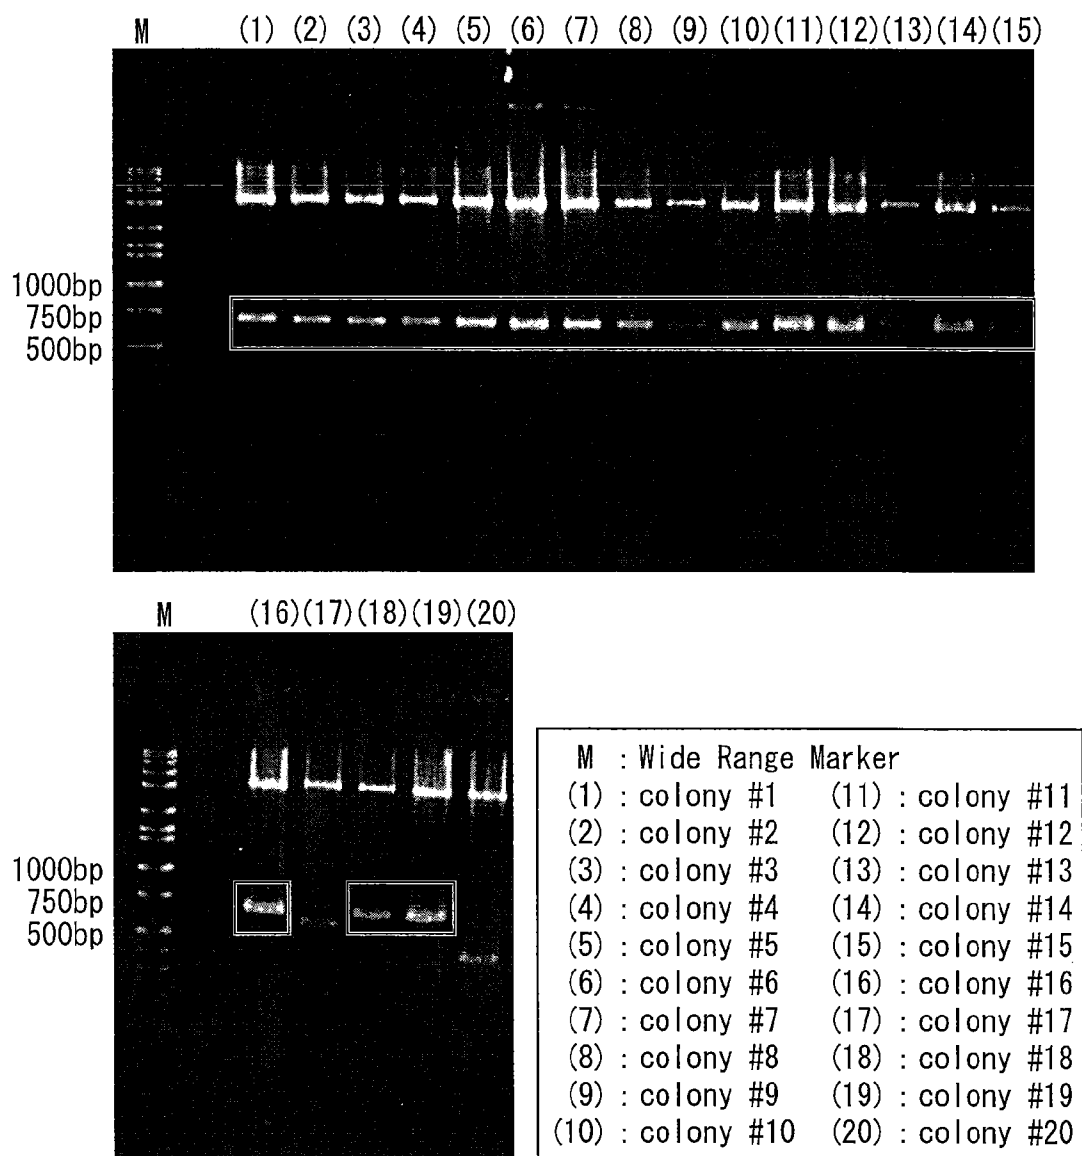 M (1) (2) (3) (4) (5) (6) (7) (8) (9) (10)(11)(12)(13)(14)(15)
1000bp
750bp
500bp
M (16)(17)(18)(19)(20)
1000bp
750bp
500bp
M : Wide Range Marker
(1) : colony #1 (11) : colony #11
(2) : colony #2 (12) : colony #12
(3) : colony #3 (13) : colony #13
(4) : colony #4 (14) : colony #14
(5) : colony #5 (15) : colony #15
(6) : colony #6 (16) : colony #16
(7) : colony #7 (17) : colony #17
(8) : colony #8 (18) : colony #18
(9) : colony #9 (19) : colony #19
(10) : colony #10 (20) : colony #20